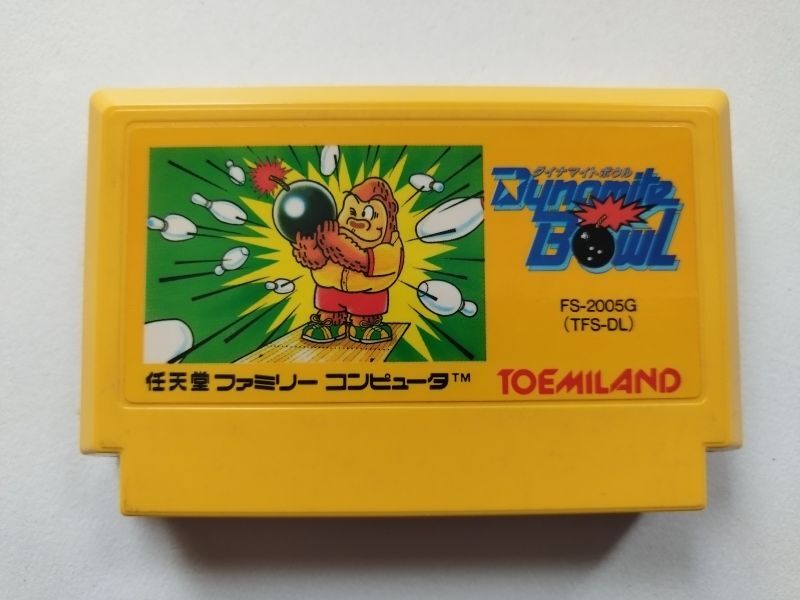 ダイナマイトボウル
Dynamite
Bowl
FS-2005G
(TFS-DL)
任天堂 ファミリー コンピュータ™
TOEMILAND